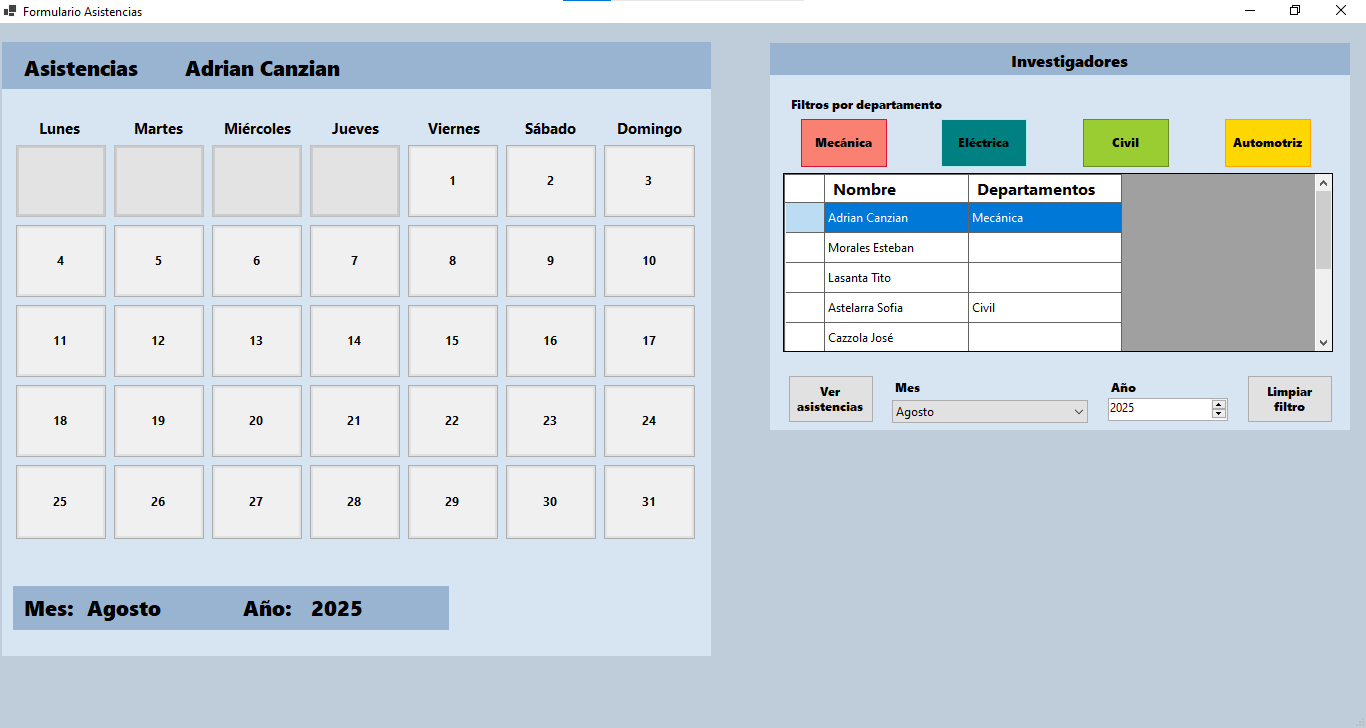 Formulario Asistencias
Asistencias Adrian Canzian
Lunes Martes Miércoles Jueves Viernes Sábado Domingo
1 2 3
4 5 6 7 8 9 10
11 12 13 14 15 16 17
18 19 20 21 22 23 24
25 26 27 28 29 30 31
Mes: Agosto Año: 2025
Investigadores
Filtros por departamento
Mecánica Eléctrica Civil Automotriz
Nombre Departamentos
Adrian Canzian Mecánica
Morales Esteban
Lasanta Tito
Astelarra Sofia Civil
Cazzola José
Ver asistencias
Mes
Agosto
Año
2025
Limpiar filtro